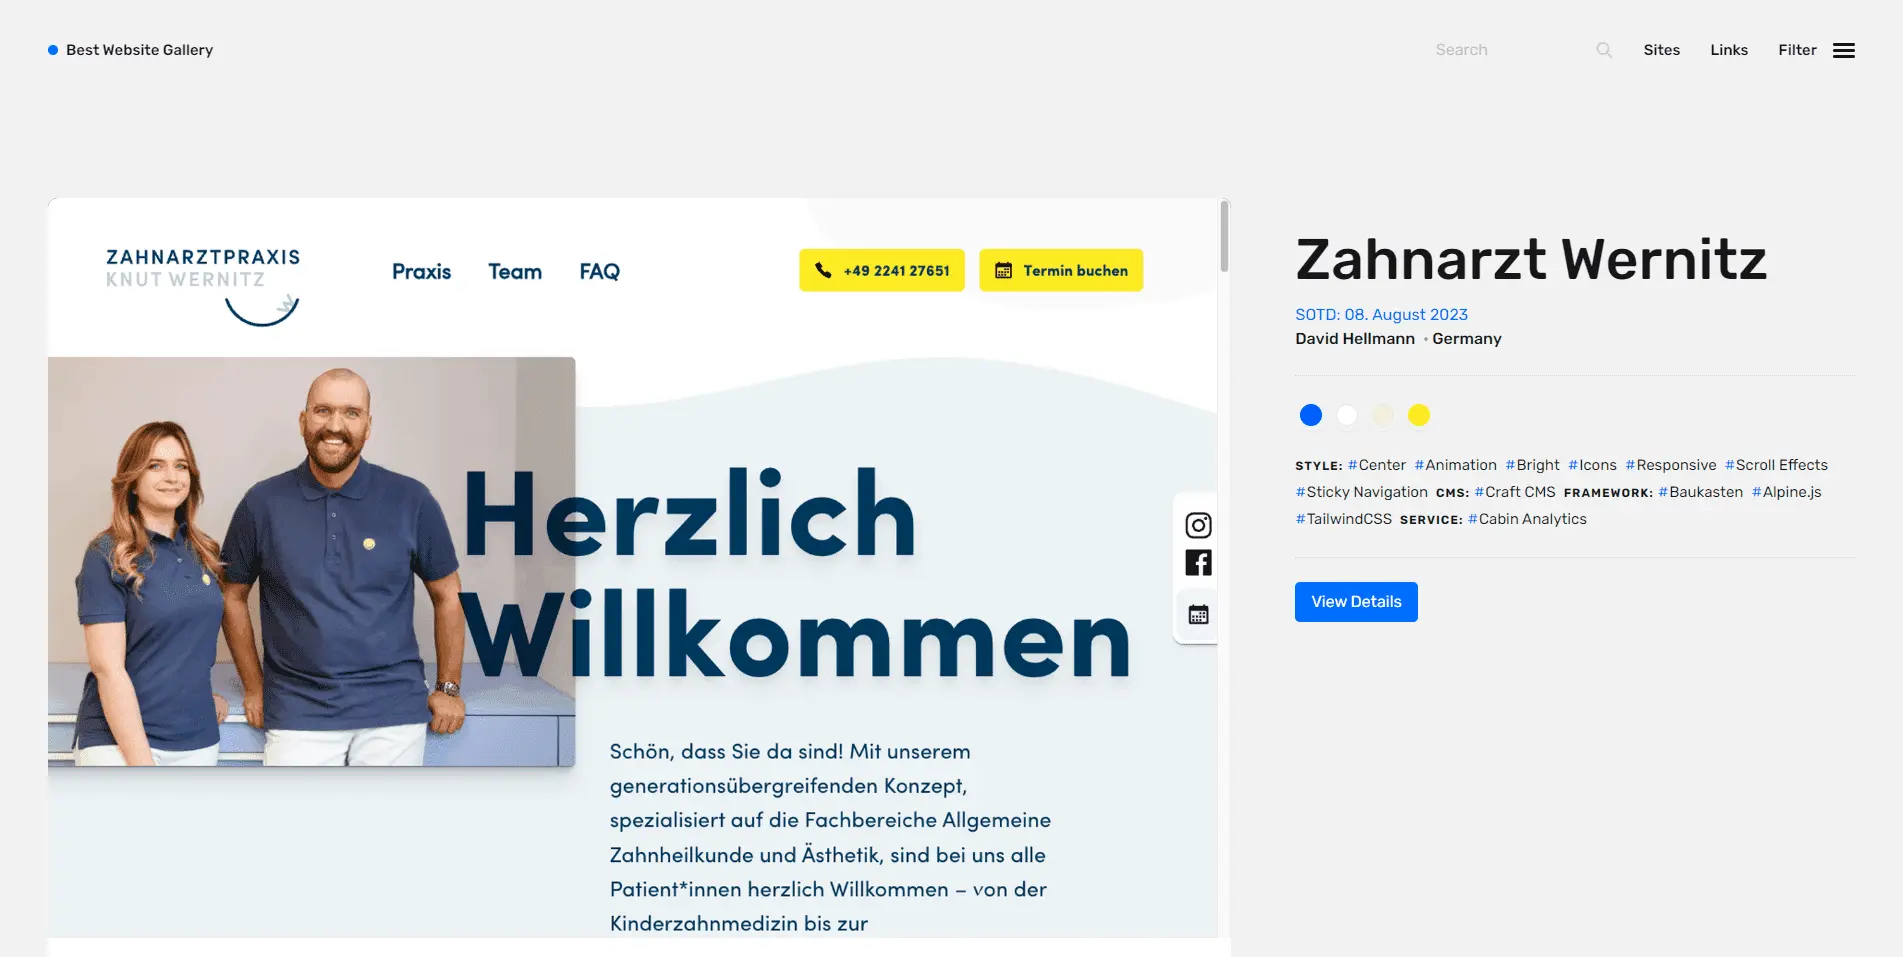 Best Website Gallery
Search
Sites
Links
Filter
ZAHNARZTPRAXIS
KNUT WERNITZ
Praxis
Team
FAQ
+49 2241 27651
Termin buchen
Herzlich
Willkommen
Schön, dass Sie da sind! Mit unserem
generationsübergreifenden Konzept,
spezialisiert auf die Fachbereiche Allgemeine
Zahnheilkunde und Ästhetik, sind bei uns alle
Patient*innen herzlich Willkommen – von der
Kinderzahnmedizin bis zur
Zahnarzt Wernitz
SOTD: 08. August 2023
David Hellmann • Germany
STYLE: #Center #Animation #Bright #Icons #Responsive #Scroll Effects
#Sticky Navigation CMS: #Craft CMS FRAMEWORK: #Baukasten #Alpine.js
#TailwindCSS SERVICE: #Cabin Analytics
View Details